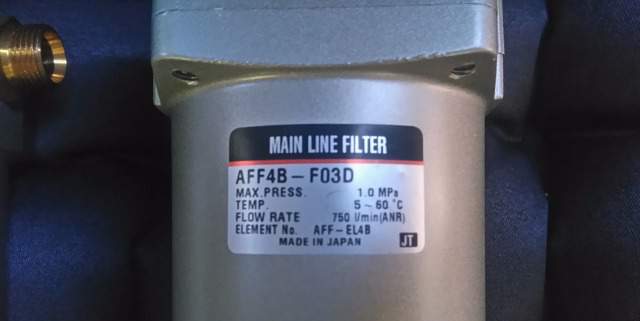 MAIN LINE FILTER
AFF4B-F03D
MAX.PRESS. 1.0 MPa
TEMP. 5~60 °C
FLOW RATE 750 l/min(ANR)
ELEMENT No. AFF-EL4B
MADE IN JAPAN JT